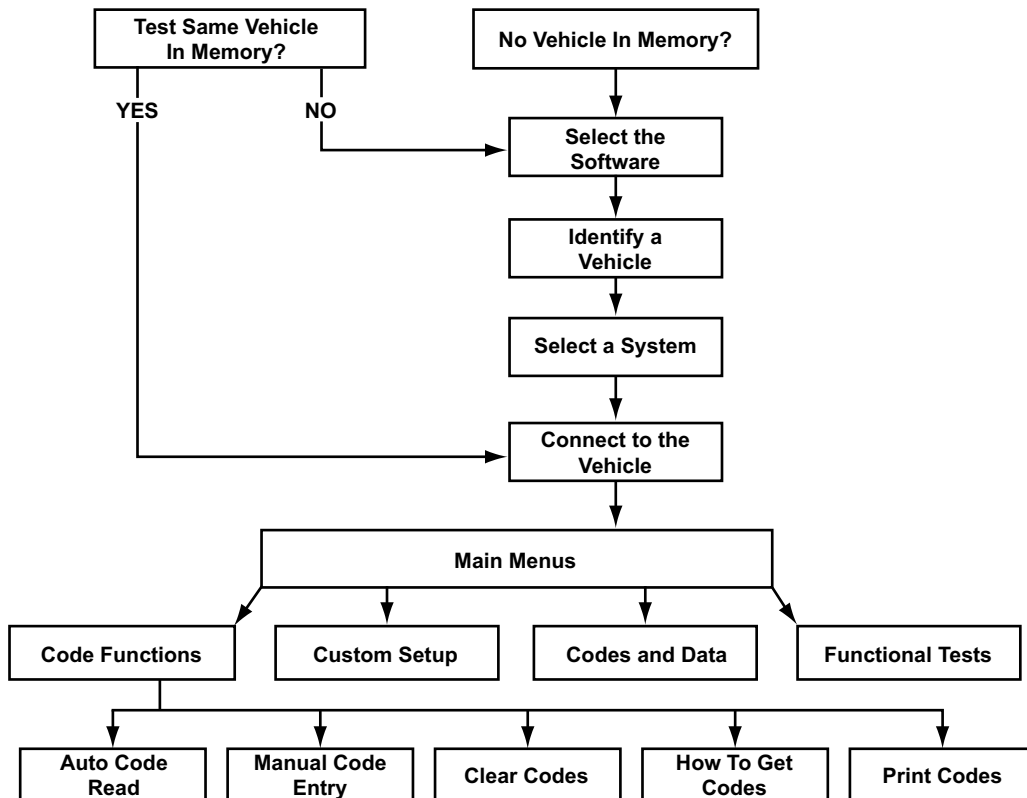 Test Same Vehicle
In Memory?
No Vehicle In Memory?
YES
NO
Select the
Software
Identify a
Vehicle
Select a System
Connect to the
Vehicle
Main Menus
Code Functions
Custom Setup
Codes and Data
Functional Tests
Auto Code
Read
Manual Code
Entry
Clear Codes
How To Get
Codes
Print Codes